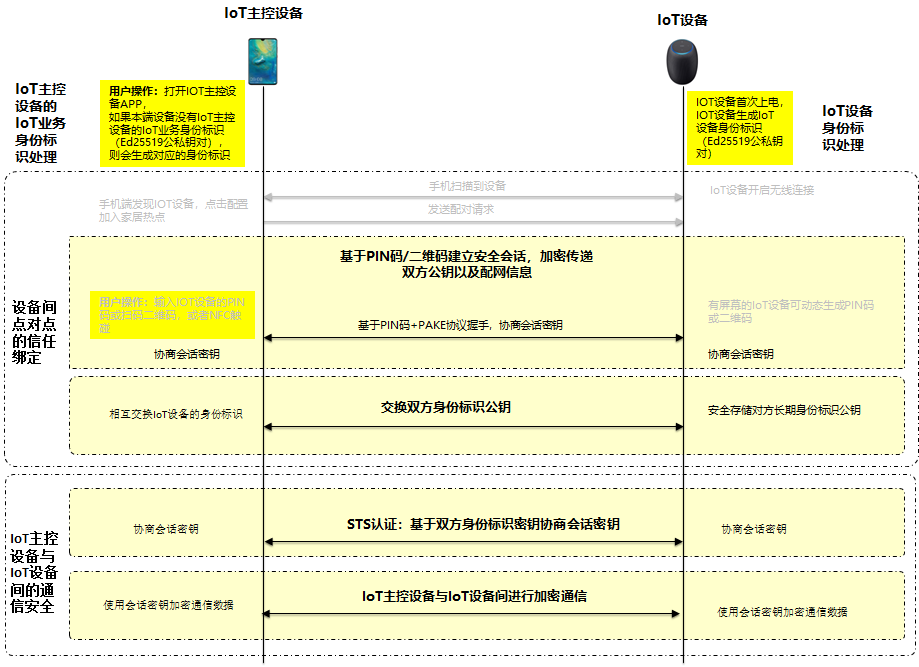 IoT主控设备
IoT设备
IoT主控
设备的
IoT业务
身份标
识处理
用户操作：打开IOT主控设
备APP，
如果本端设备没有IoT主控
设备的IoT业务身份标识
（Ed25519公私钥对），
则会生成对应的身份标识
IOT设备首次上电，
IOT设备生成IoT
设备身份标识
（Ed25519公私钥
对）
IoT设备
身份标
识处理
手机扫描到设备
IoT设备开启无线连接
手机端发现IOT设备，点击配置
加入家居热点
发送配对请求
设备间
点对点
的信任
绑定
基于PIN码/二维码建立安全会话，加密传递
双方公钥以及配网信息
用户操作：输入IOT设备的PIN
码或扫码二维码，或者NFC触
碰
有屏幕的IoT设备可动态生成PIN码
或二维码
基于PIN码+PAKE协议握手，协商会话密钥
协商会话密钥
协商会话密钥
相互交换IoT设备的身份标识
交换双方身份标识公钥
安全存储对方长期身份标识公钥
IoT主控
设备与
IoT设备
间的通
信安全
协商会话密钥
STS认证：基于双方身份标识密钥协商会话密钥
协商会话密钥
使用会话密钥加密通信数据
IoT主控设备与IoT设备间进行加密通信
使用会话密钥加密通信数据